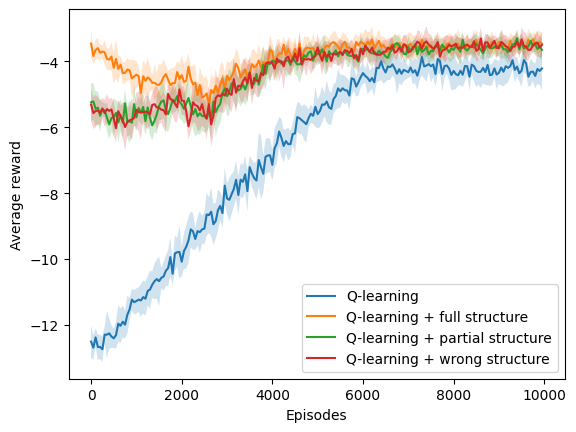 Average reward
−4
−6
−8
−10
−12
0
2000
4000
6000
8000
10000
Episodes
Q-learning
Q-learning + full structure
Q-learning + partial structure
Q-learning + wrong structure